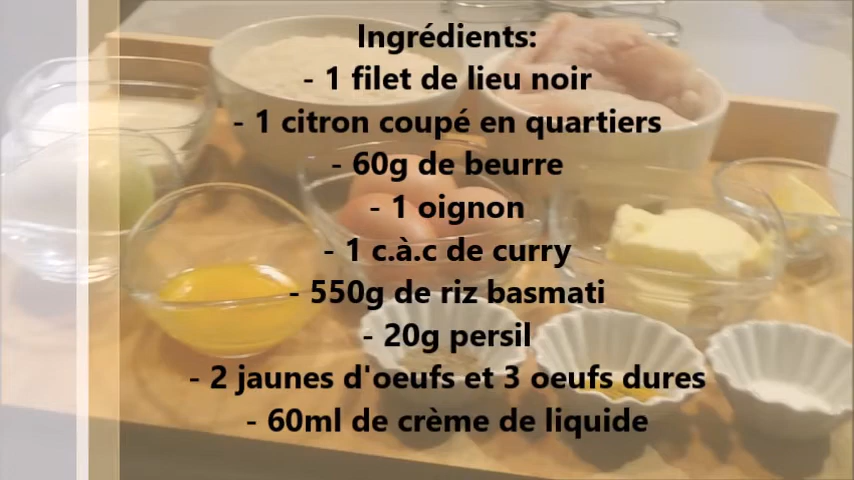 Ingrédients:
- 1 filet de lieu noir
- 1 citron coupé en quartiers
- 60g de beurre
- 1 oignon
- 1 c.à.c de curry
- 550g de riz basmati
- 20g persil
- 2 jaunes d'oeufs et 3 oeufs dures
- 60ml de crème de liquide